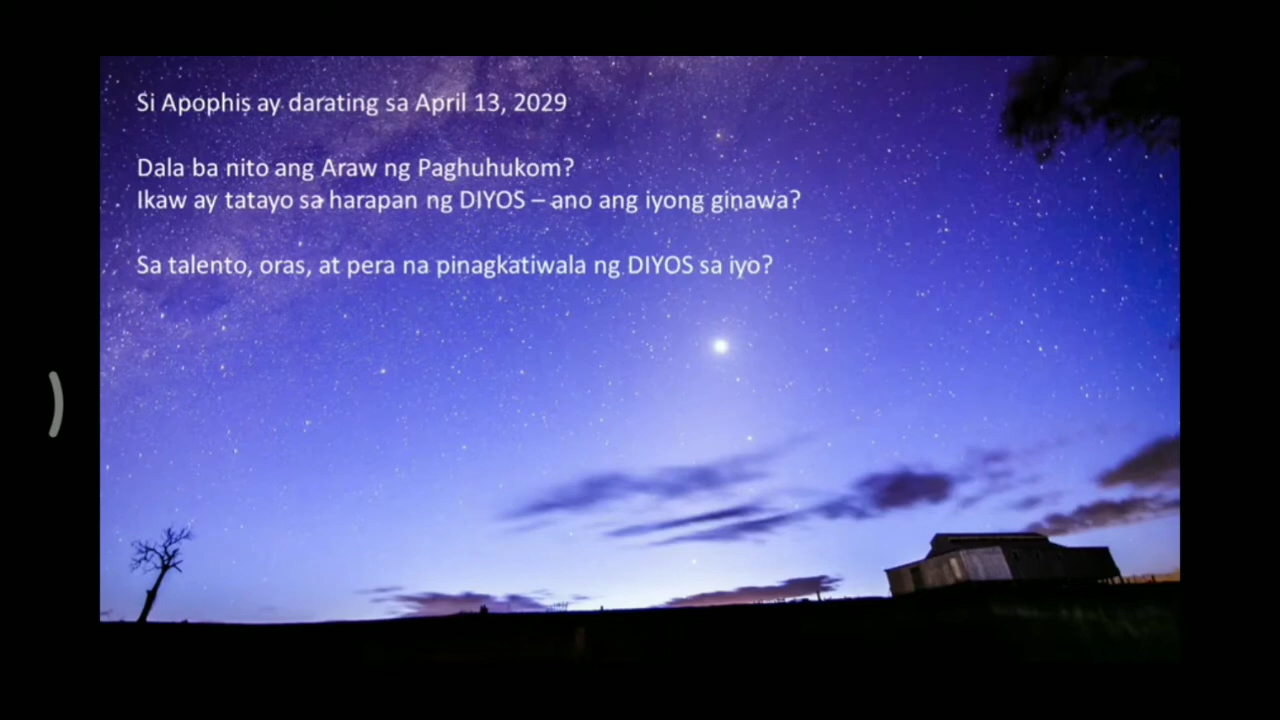 Si Apophis ay darating sa April 13, 2029
Dala ba nito ang Araw ng Paghuhukom?
Ikaw ay tatayo sa harapan ng DIYOS – ano ang iyong ginawa?
Sa talento, oras, at pera na pinagkatiwala ng DIYOS sa iyo?